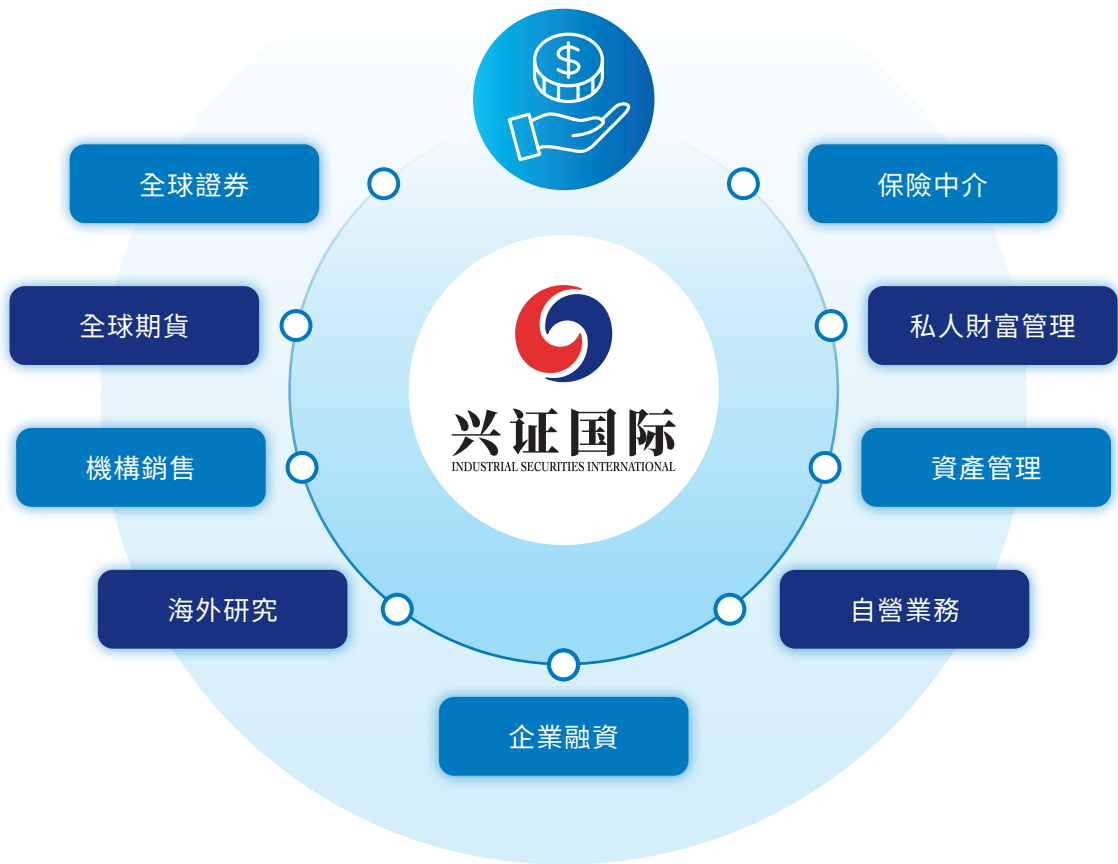 $
全球證券
保險中介
全球期貨
私人財富管理
兴证国际
INDUSTRIAL SECURITIES INTERNATIONAL
機構銷售
資產管理
海外研究
自營業務
企業融資